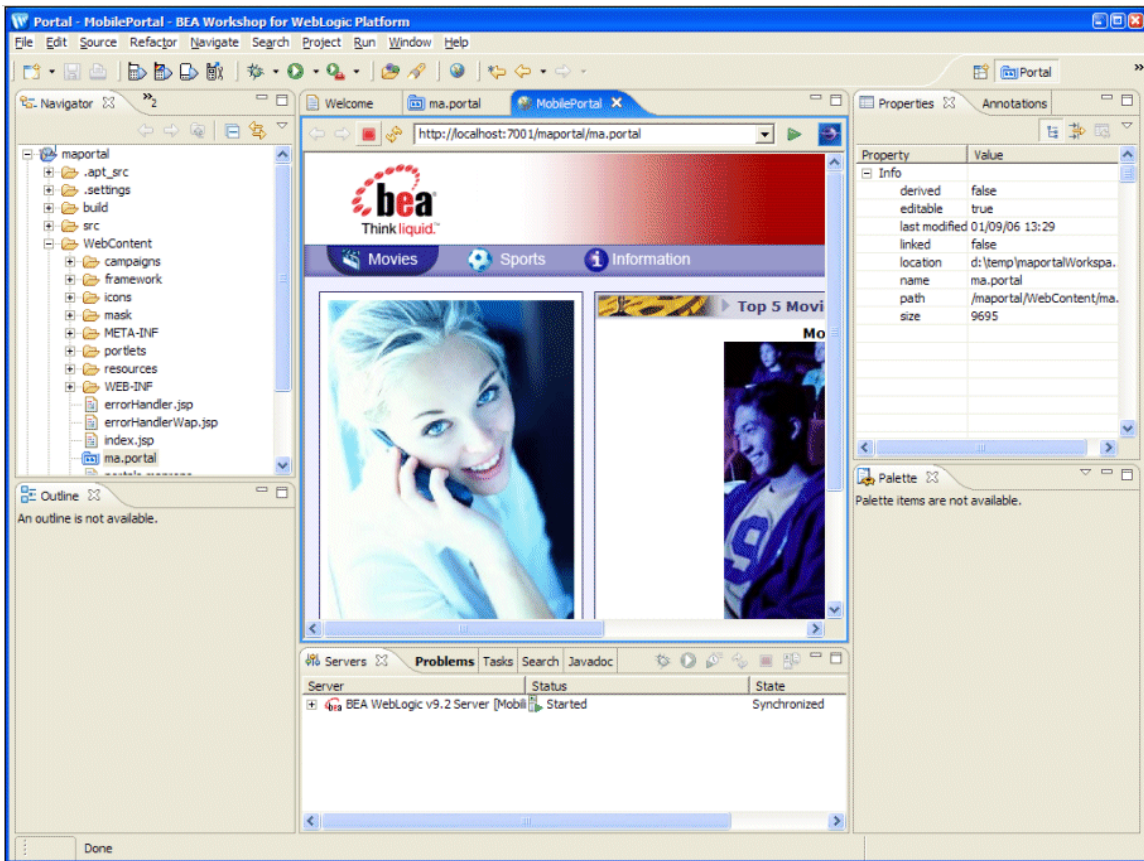 Portal - MobilePortal - BEA Workshop for WebLogic Platform
File Edit Source Refactor Navigate Search Project Run Window Help
Portal
Navigator
2
Welcome
ma.portal
MobilePortal
Properties
Annotations
http://localhost:7001/maportal/ma.portal
maportal
.apt_src
.settings
build
src
WebContent
campaigns
framework
icons
mask
META-INF
portlets
resources
WEB-INF
errorHandler.jsp
errorHandlerWap.jsp
index.jsp
ma.portal
bea
Think liquid.™
Movies
Sports
Information
Top 5 Movi
Mo
Property Value
Info
derived false
editable true
last modified 01/09/06 13:29
linked false
location d:\temp\maportalWorkspa.
name ma.portal
path /maportal/WebContent/ma.
size 9695
Outline
An outline is not available.
Palette
Palette items are not available.
Servers Problems Tasks Search Javadoc
Server Status State
BEA WebLogic v9.2 Server [Mobil Started Synchronized
Done